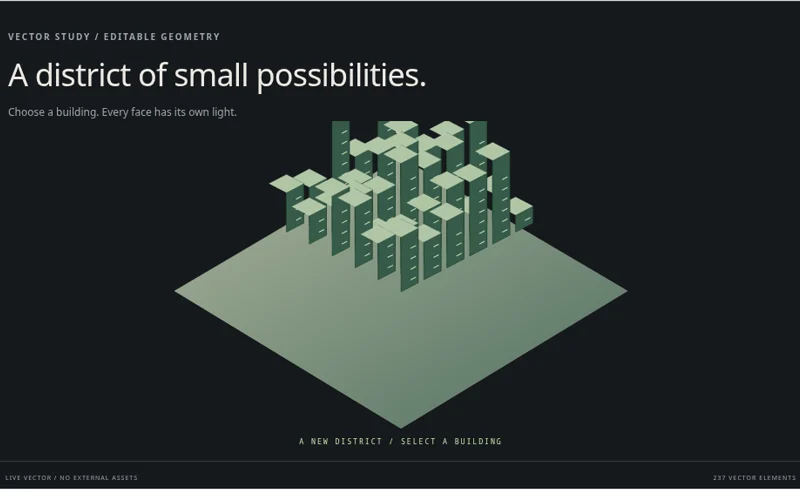 VECTOR STUDY / EDITABLE GEOMETRY
A district of small possibilities.
Choose a building. Every face has its own light.
A NEW DISTRICT / SELECT A BUILDING
LIVE VECTOR / NO EXTERNAL ASSETS
237 VECTOR ELEMENTS